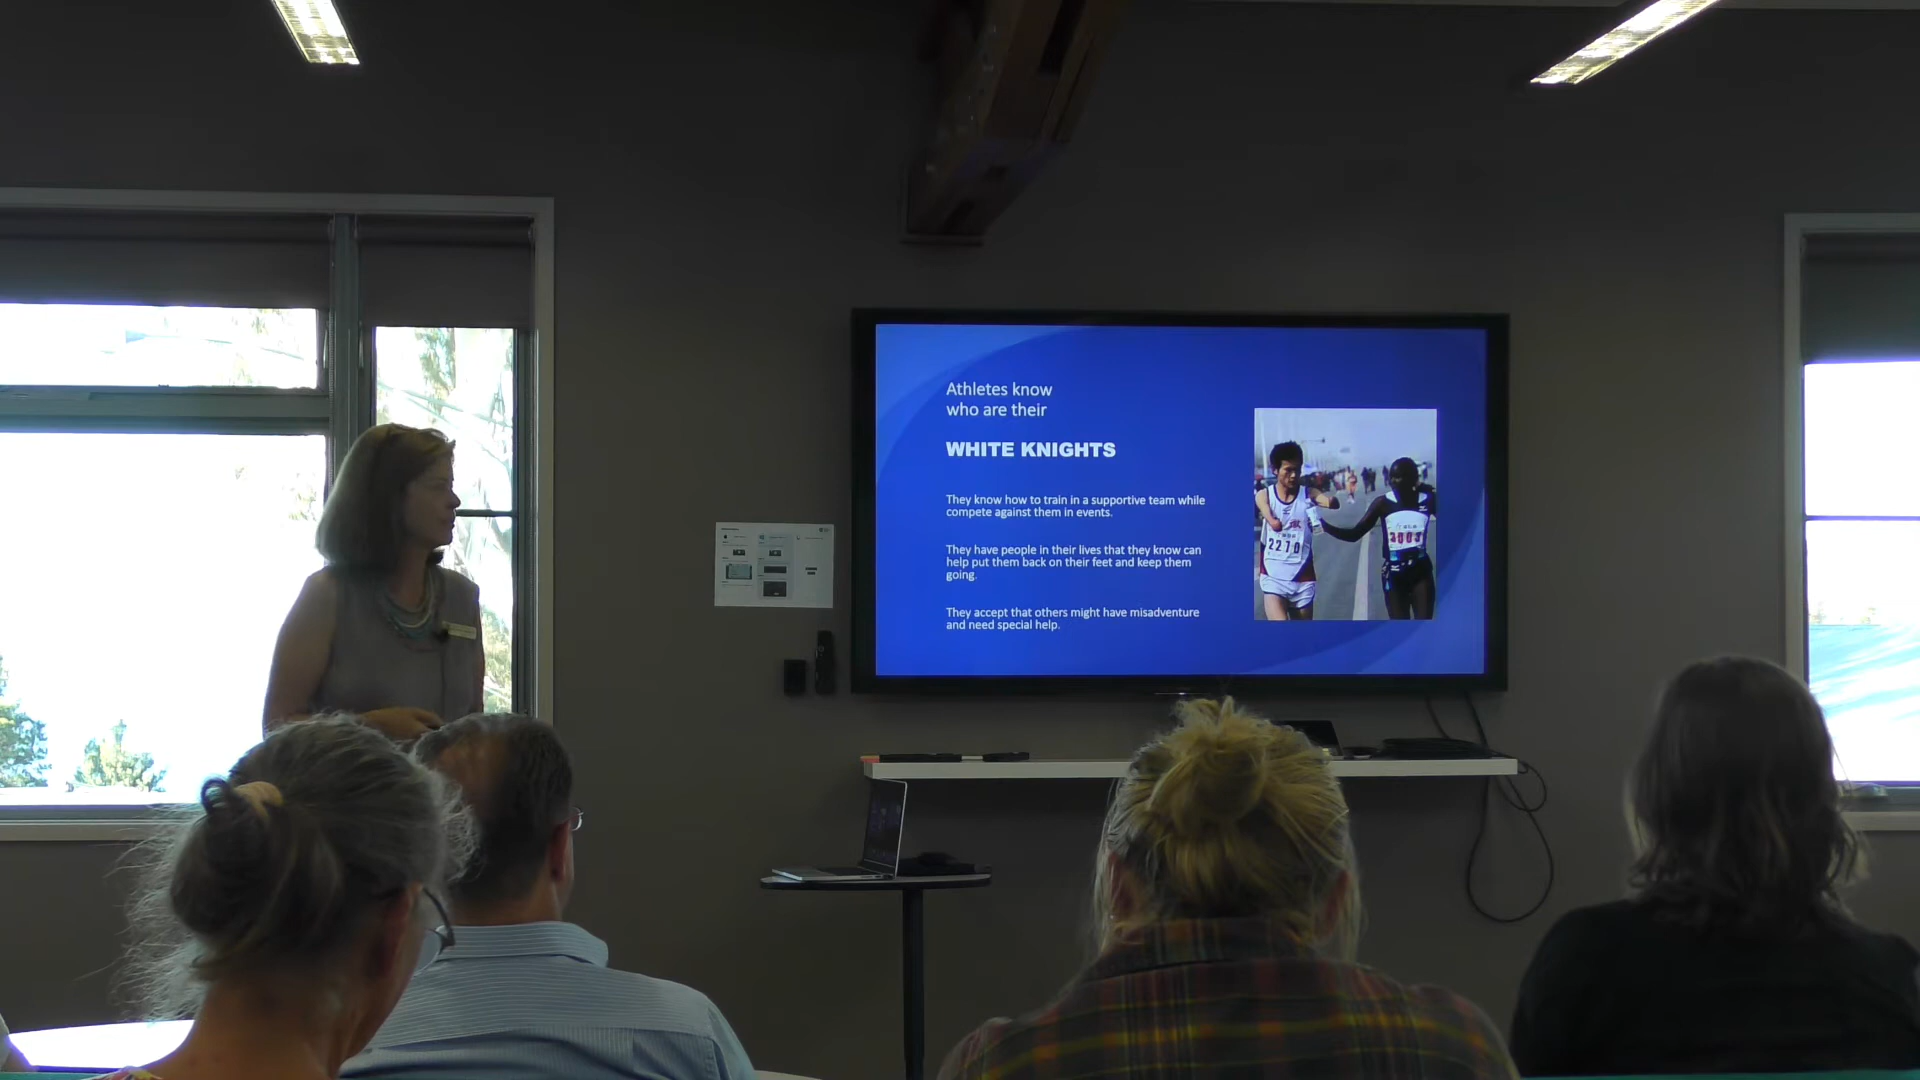 Athletes know
who are their
WHITE KNIGHTS
They know how to train in a supportive team while
compete against them in events.
They have people in their lives that they know can
help put them back on their feet and keep them
going.
They accept that others might have misadventure
and need special help.
2270
3003